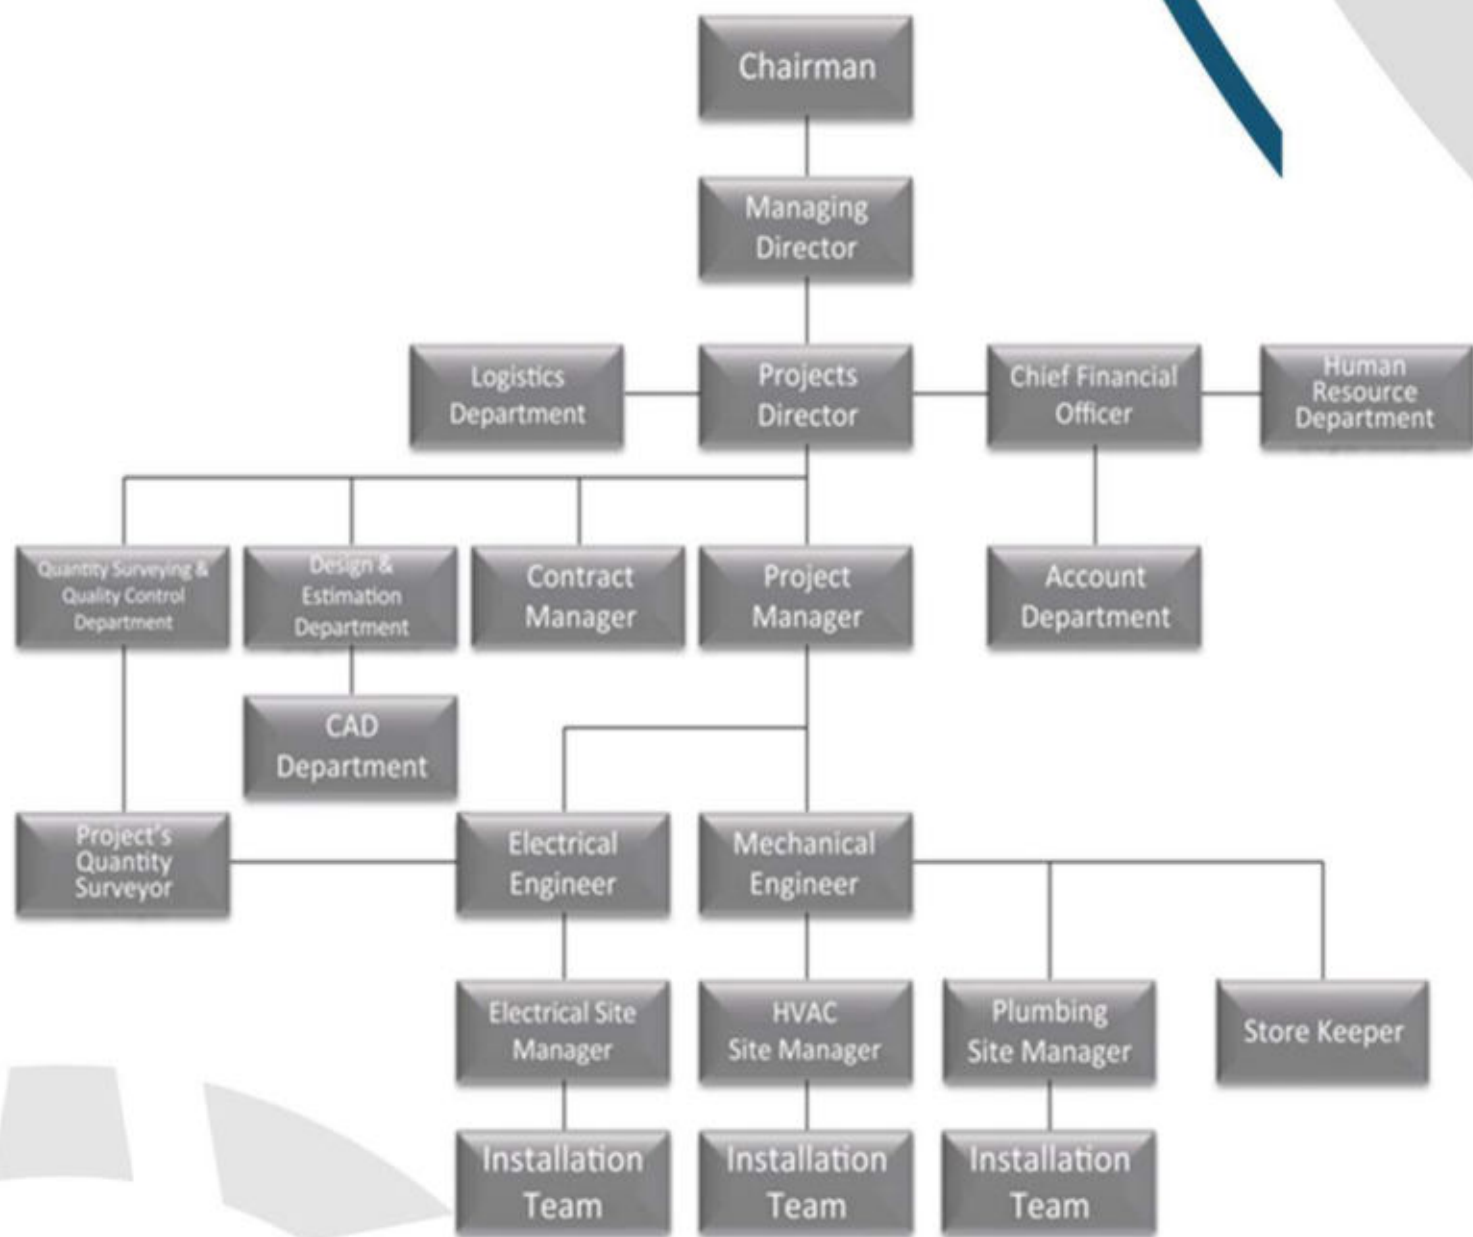 Chairman
Managing
Director
Logistics
Department
Projects
Director
Chief Financial
Officer
Human
Resource
Department
Quantity Surveying &
Quality Control
Department
Design &
Estimation
Department
Contract
Manager
Project
Manager
Account
Department
CAD
Department
Project's
Quantity
Surveyor
Electrical
Engineer
Mechanical
Engineer
Electrical Site
Manager
HVAC
Site Manager
Plumbing
Site Manager
Store Keeper
Installation
Team
Installation
Team
Installation
Team